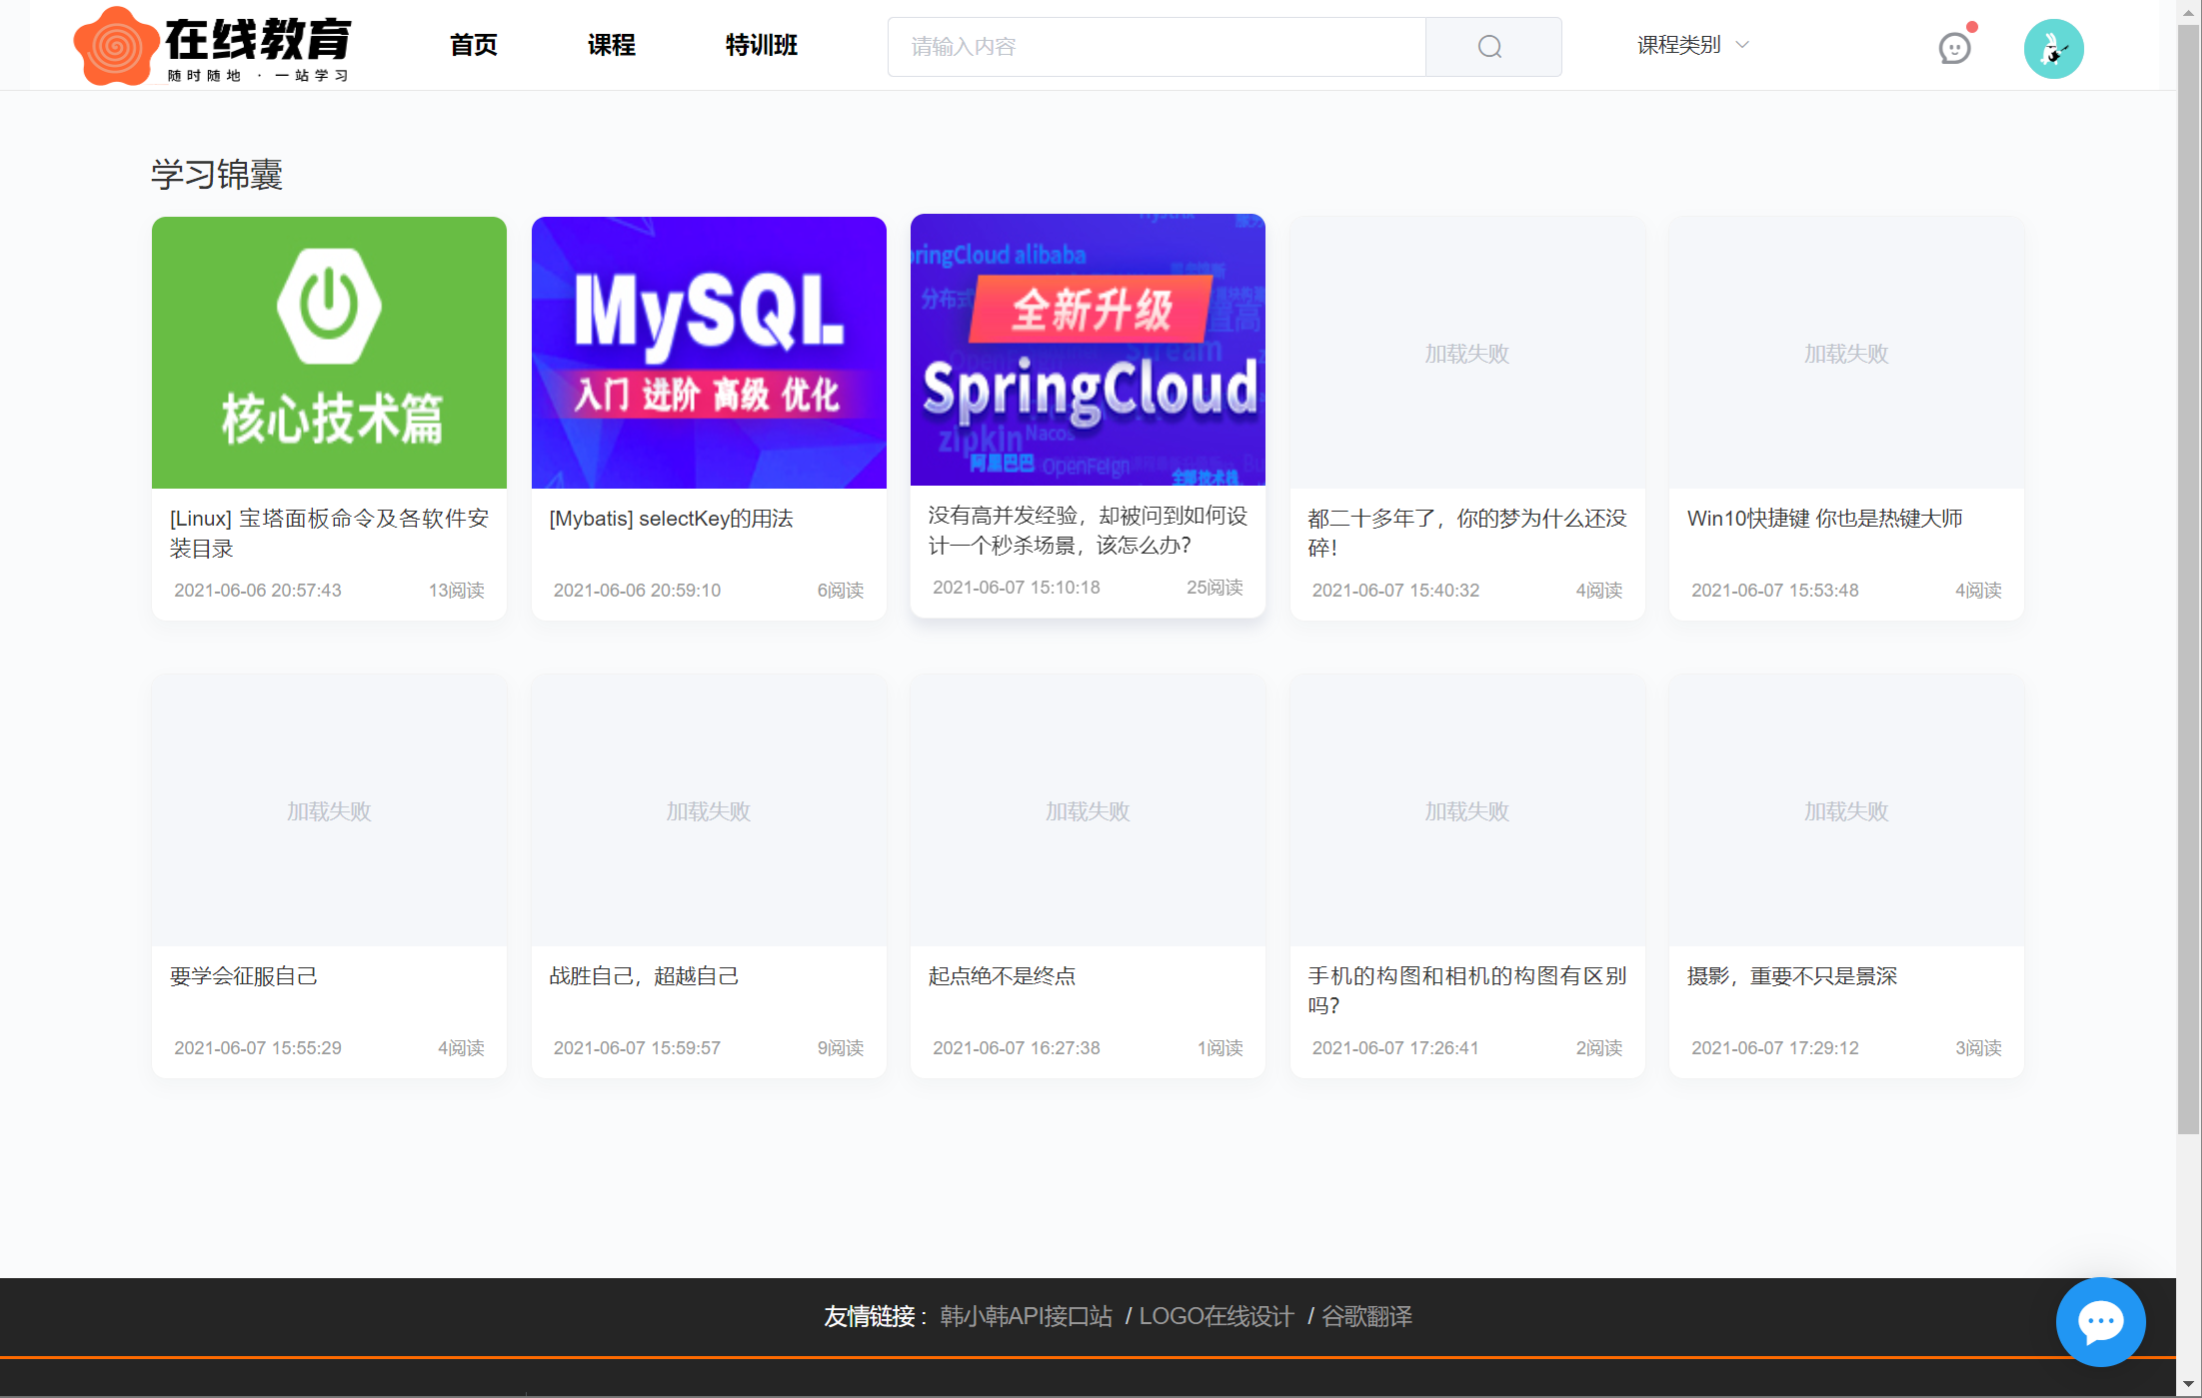 在线教育
随时随地 · 一站学习
首页
课程
特训班
请输入内容
课程类别
学习锦囊
核心技术篇
MySQL
入门 进阶 高级 优化
SpringCloud alibaba
分布式
全新升级
Stream
SpringCloud
zipkin
Nacos
阿里巴巴
OpenFeign
全新技术栈
加载失败
加载失败
[Linux] 宝塔面板命令及各软件安
装目录
2021-06-06 20:57:43
13阅读
[Mybatis] selectKey的用法
2021-06-06 20:59:10
6阅读
没有高并发经验，却被问到如何设
计一个秒杀场景，该怎么办？
2021-06-07 15:10:18
25阅读
都二十多年了，你的梦为什么还没
碎！
2021-06-07 15:40:32
4阅读
Win10快捷键 你也是热键大师
2021-06-07 15:53:48
4阅读
加载失败
加载失败
加载失败
加载失败
加载失败
要学会征服自己
2021-06-07 15:55:29
4阅读
战胜自己，超越自己
2021-06-07 15:59:57
9阅读
起点绝不是终点
2021-06-07 16:27:38
1阅读
手机的构图和相机的构图有区别
吗？
2021-06-07 17:26:41
2阅读
摄影，重要不只是景深
2021-06-07 17:29:12
3阅读
友情链接： 韩小韩API接口站 / LOGO在线设计 / 谷歌翻译